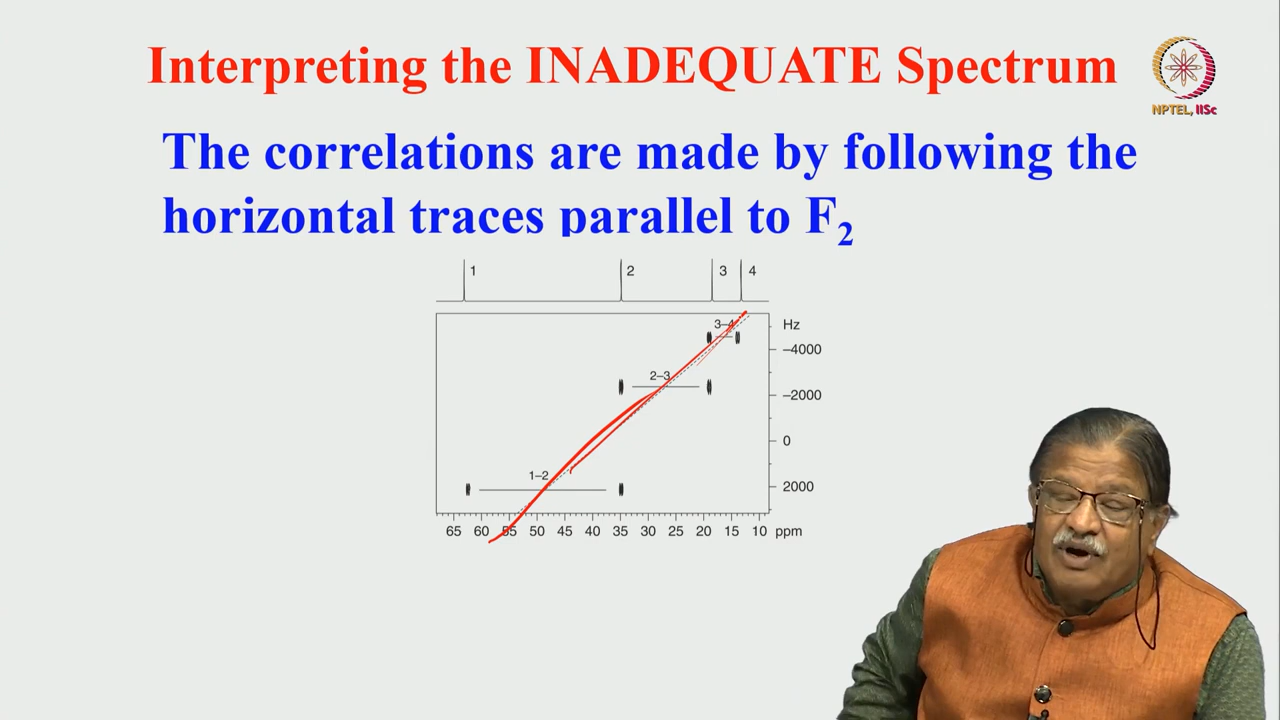 Interpreting the INADEQUATE Spectrum
NPTEL, IISc
The correlations are made by following the
horizontal traces parallel to F2
1 2 3 4
3–4 Hz
–4000
2–3
–2000
0
1–2
2000
65 60 55 50 45 40 35 30 25 20 15 10 ppm